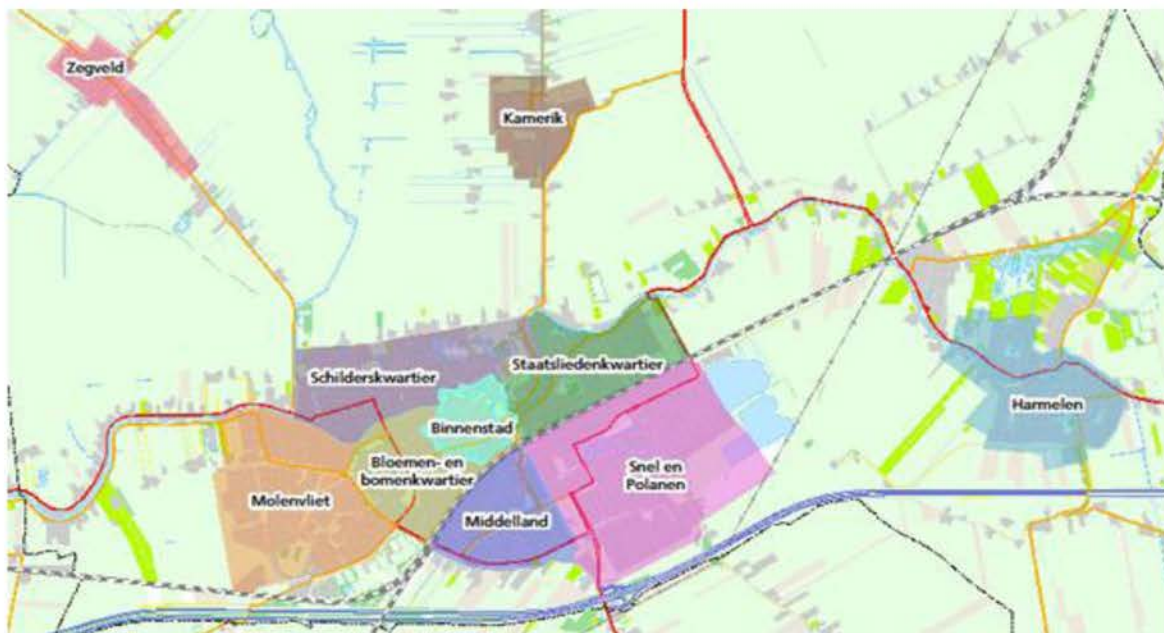 Zegveld
Kamerik
Staatsliedenkwartier
Schilderskwartier
Harmelen
Binnenstad
Bloemen- en
bomenkwartier
Snel en
Polanen
Molenvliet
Middelland